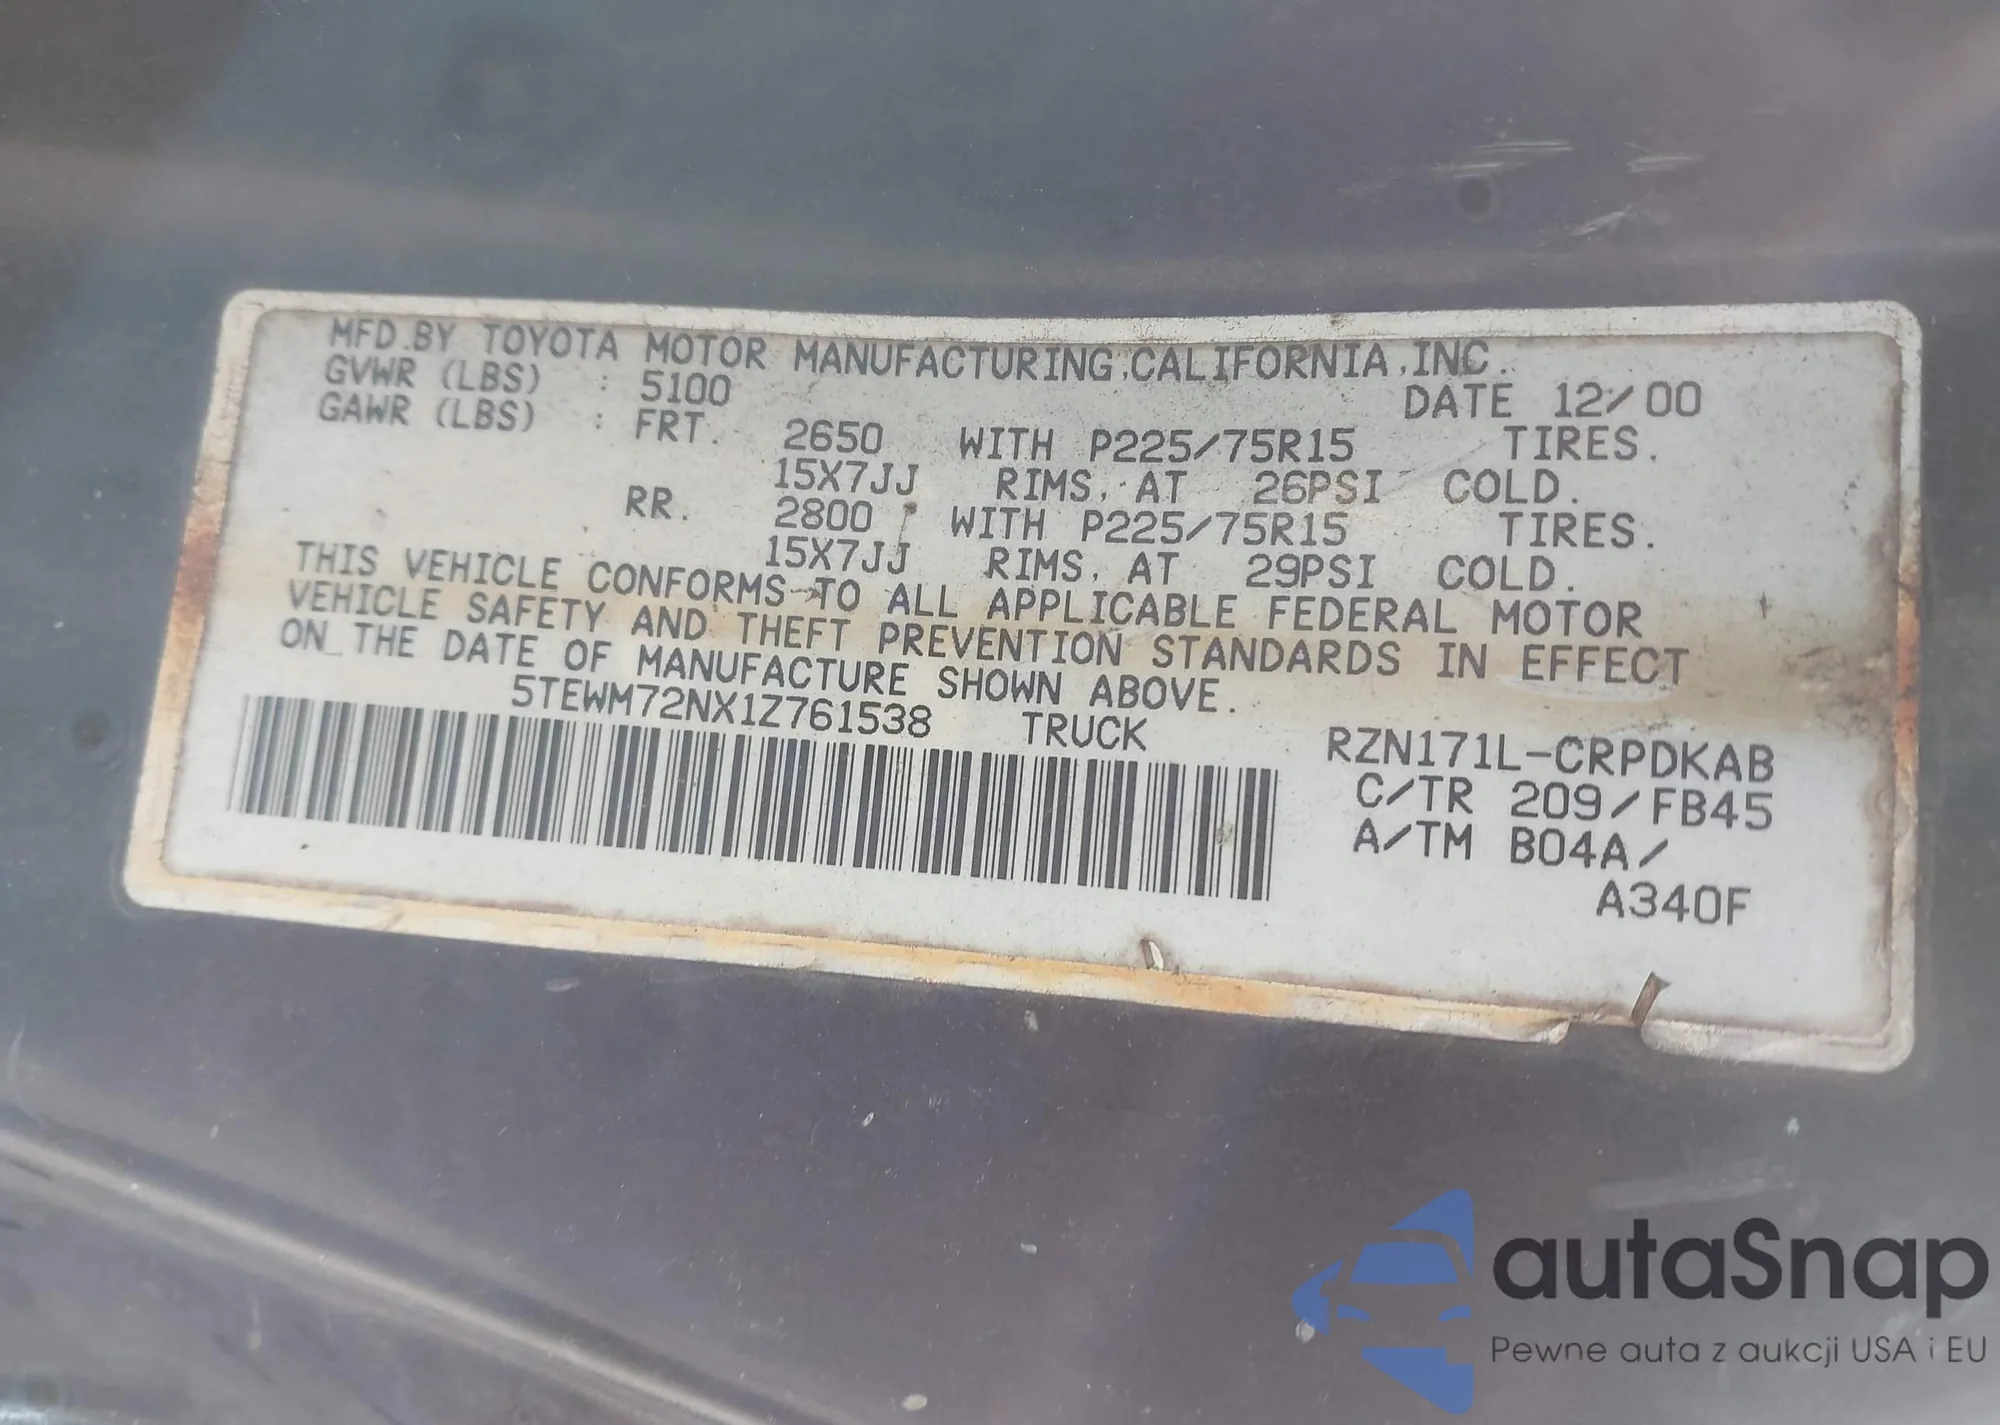 MFD.BY TOYOTA MOTOR MANUFACTURING,CALIFORNIA,INC.
GVWR (LBS) : 5100 DATE 12/00
GAWR (LBS) : FRT. 2650 WITH P225/75R15 TIRES.
15X7JJ RIMS, AT 26PSI COLD.
RR. 2800 WITH P225/75R15 TIRES.
15X7JJ RIMS, AT 29PSI COLD.
THIS VEHICLE CONFORMS TO ALL APPLICABLE FEDERAL MOTOR
VEHICLE SAFETY AND THEFT PREVENTION STANDARDS IN EFFECT
ON THE DATE OF MANUFACTURE SHOWN ABOVE.
5TEWM72NX1Z761538 TRUCK
RZN171L-CRPDKAB
C/TR 209/FB45
A/TM B04A/
A340F
autaSnap
Pewne auta z aukcji USA i EU